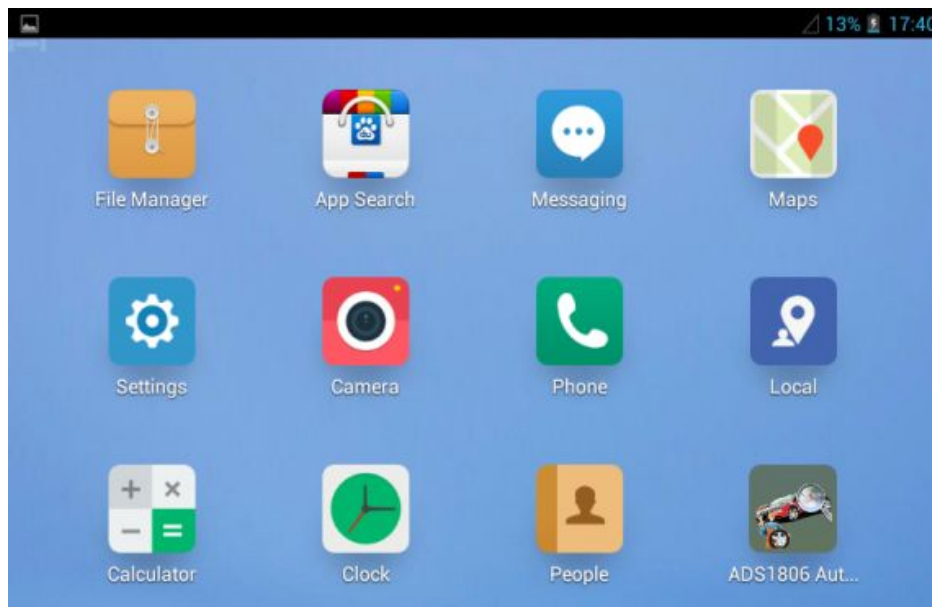 13% 17:40
File Manager
App Search
Messaging
Maps
Settings
Camera
Phone
Local
Calculator
Clock
People
ADS1806 Aut...